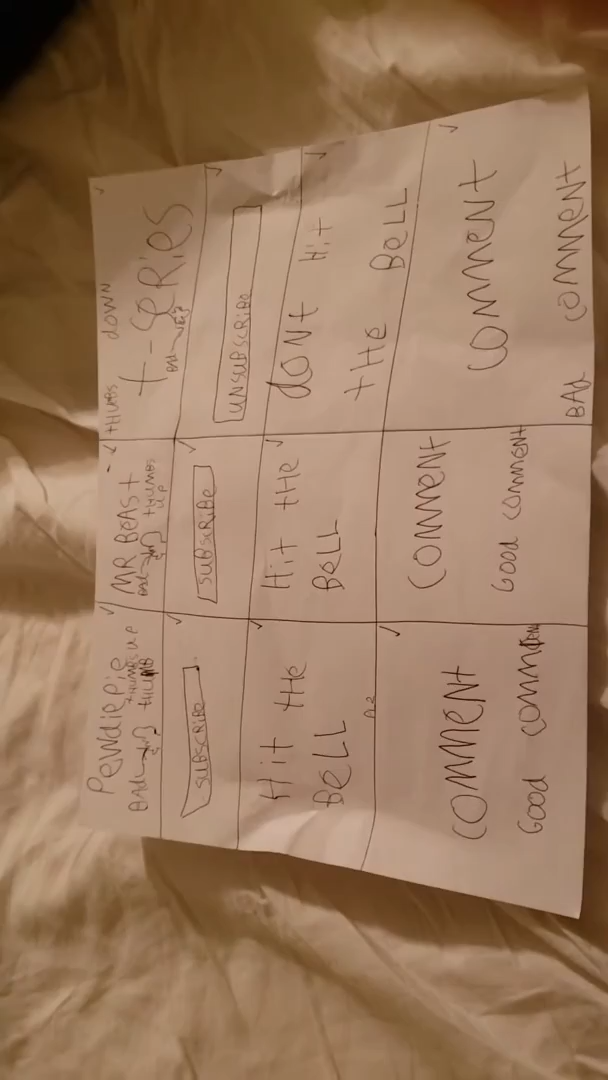 Pewdiepie
THUMBS UP
BAd
MR BEAST
THUMBS
UP
THUMBS DOWN
T-SERIES
SUBSCRIBE
SUBSCRIBE
UNSUBSCRIBE
Hit tHe
BELL
Hit tHe
BELL
dONt Hit
tHE BELL
COMMENT
Good comment
COMMENT
Good comment
COMMENT
BAd COMMENT